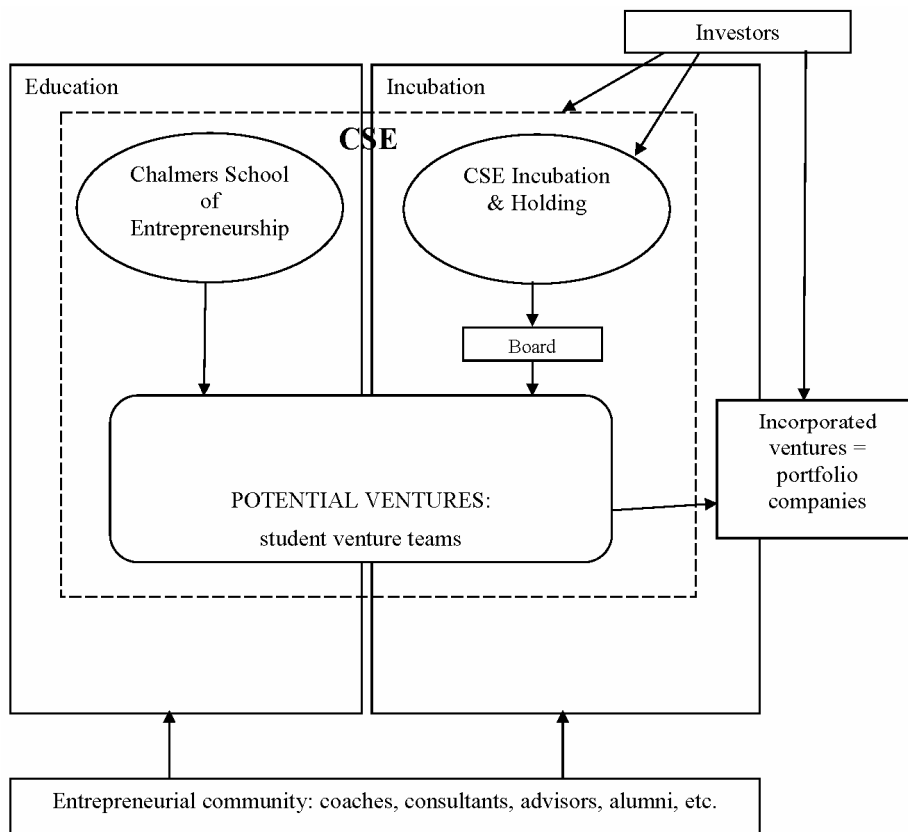 Investors
Education
Incubation
CSE
Chalmers School
of
Entrepreneurship
CSE Incubation
& Holding
Board
Incorporated
ventures =
portfolio
companies
POTENTIAL VENTURES:
student venture teams
Entrepreneurial community: coaches, consultants, advisors, alumni, etc.